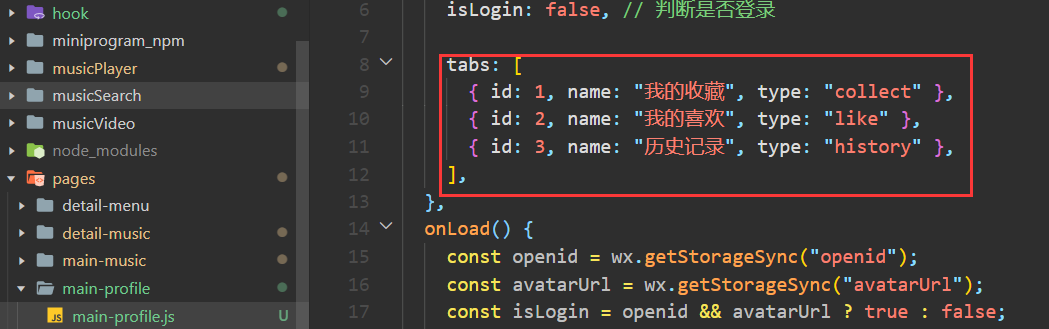 hook
miniprogram_npm
musicPlayer
musicSearch
musicVideo
node_modules
pages
detail-menu
detail-music
main-music
main-profile
JS main-profile.js U
6 isLogin: false, // 判断是否登录
7
8 tabs: [
9 { id: 1, name: "我的收藏", type: "collect" },
10 { id: 2, name: "我的喜欢", type: "like" },
11 { id: 3, name: "历史记录", type: "history" },
12 ],
13 },
14 onLoad() {
15 const openid = wx.getStorageSync("openid");
16 const avatarUrl = wx.getStorageSync("avatarUrl");
17 const isLogin = openid && avatarUrl ? true : false;